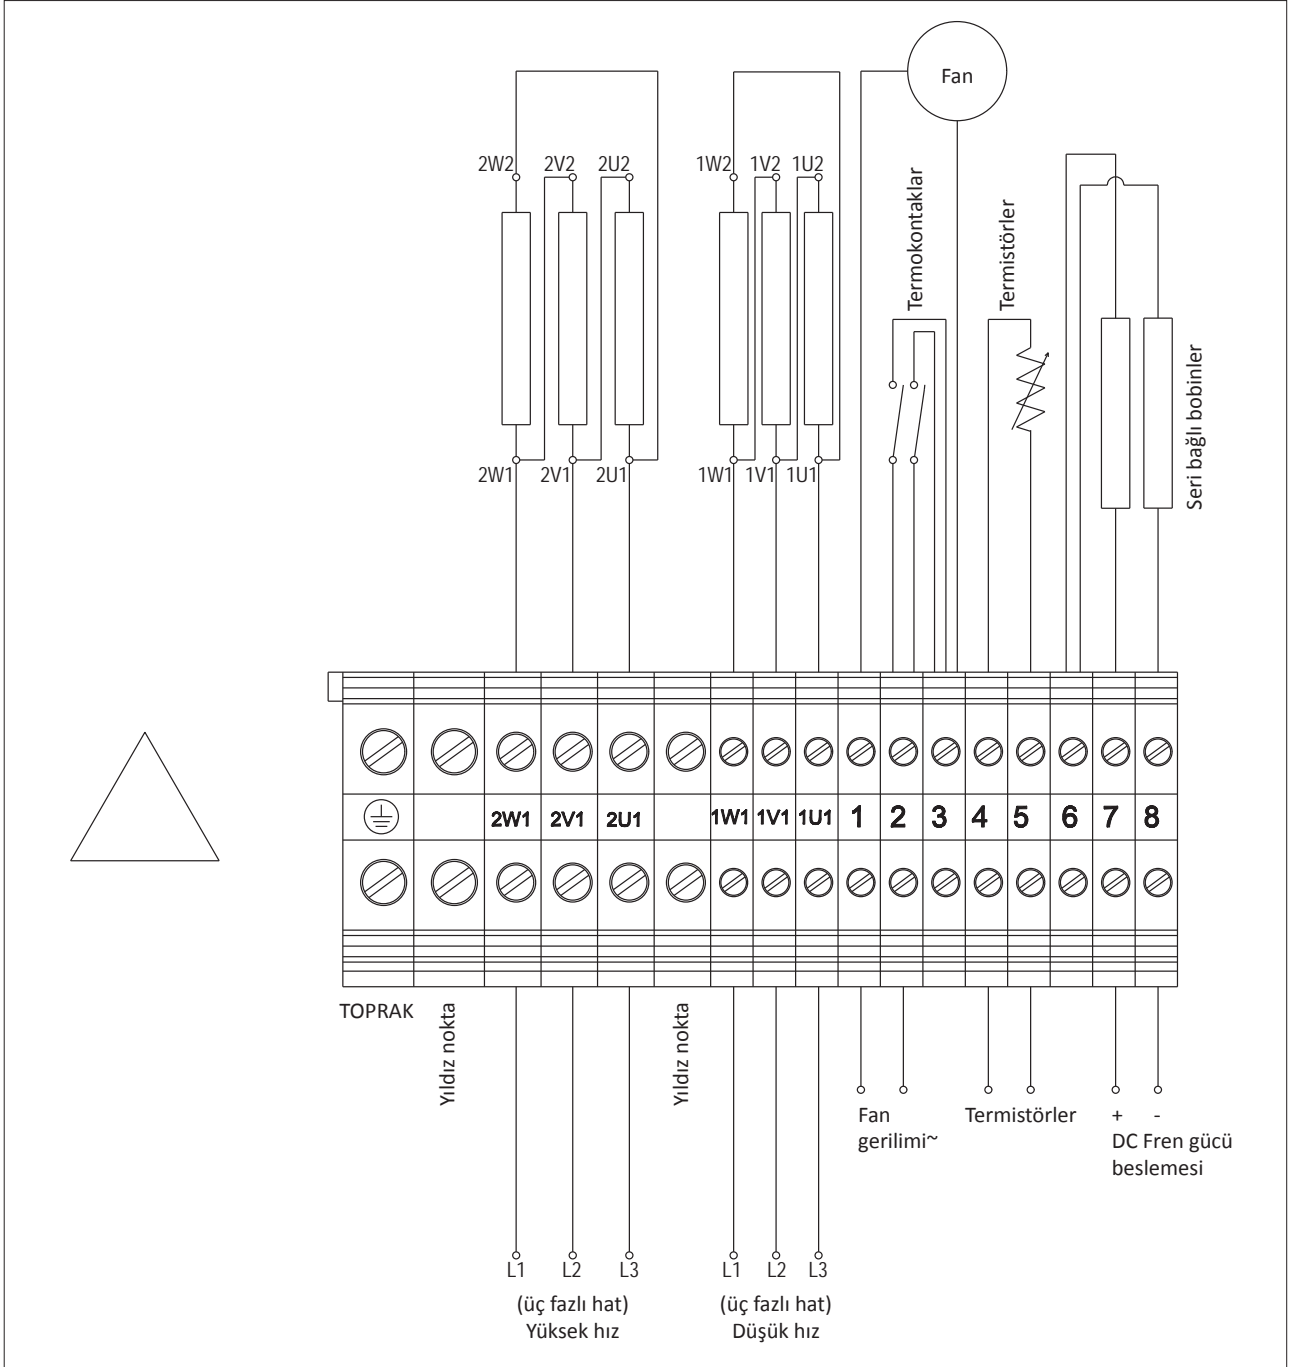 Fan
2W2 2V2 2U2 1W2 1V2 1U2
Termokontaklar
Termistörler
Seri bağlı bobinler
2W1 2V1 2U1 1W1 1V1 1U1
2W1 2V1 2U1 1W1 1V1 1U1 1 2 3 4 5 6 7 8
TOPRAK
Yıldız nokta
Yıldız nokta
Fan
gerilimi~
Termistörler
+ -
DC Fren gücü
beslemesi
L1 L2 L3 L1 L2 L3
(üç fazlı hat)
Yüksek hız
(üç fazlı hat)
Düşük hız